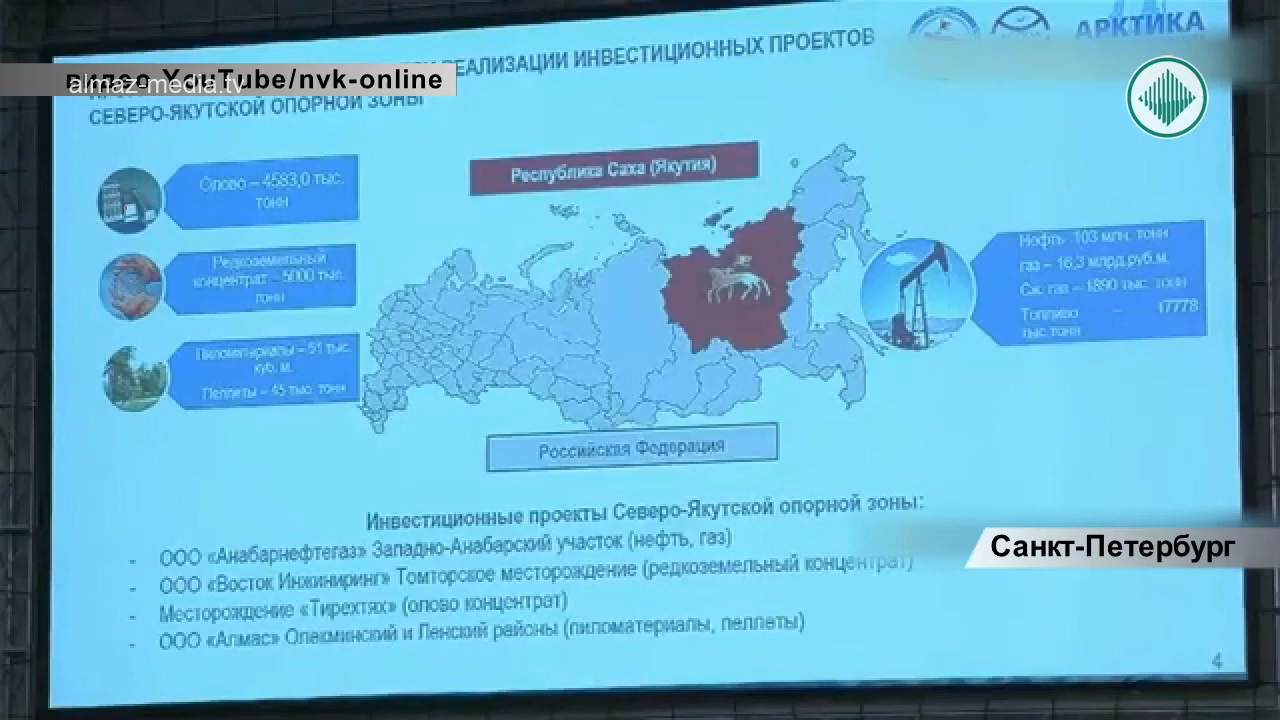 АРКТИКА
РЕАЛИЗАЦИИ ИНВЕСТИЦИОННЫХ ПРОЕКТОВ
видео YouTube/nvk-online
almaz-media.tv
СЕВЕРО-ЯКУТСКОЙ ОПОРНОЙ ЗОНЫ
Республика Саха (Якутия)
Олово – 4583,0 тыс.
тонн
Редкоземельный
концентрат – 5000 тыс.
тонн
Пиломатериалы – 51 тыс.
куб. м.
Пеллеты – 45 тыс. тонн
Нефть 103 млн. тонн
газ – 16,3 млрд.руб.м.
Сж. газ – 1890 тыс. тонн
Топливо – 17778
тыс. тонн
Российская Федерация
Инвестиционные проекты Северо-Якутской опорной зоны:
- ООО «Анабарнефтегаз» Западно-Анабарский участок (нефть, газ)
- ООО «Восток Инжиниринг» Томторское месторождение (редкоземельный концентрат)
- Месторождение «Тирехтях» (олово концентрат)
- ООО «Алмас» Олекминский и Ленский районы (пиломатериалы, пеллеты)
Санкт-Петербург
4